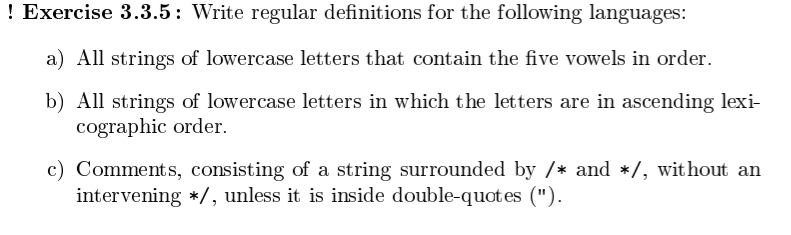 ! Exercise 3.3.5: Write regular definitions for the following languages:
a) All strings of lowercase letters that contain the five vowels in order.
b) All strings of lowercase letters in which the letters are in ascending lexi-
cographic order.
c) Comments, consisting of a string surrounded by /* and */, without an
intervening */, unless it is inside double-quotes (").